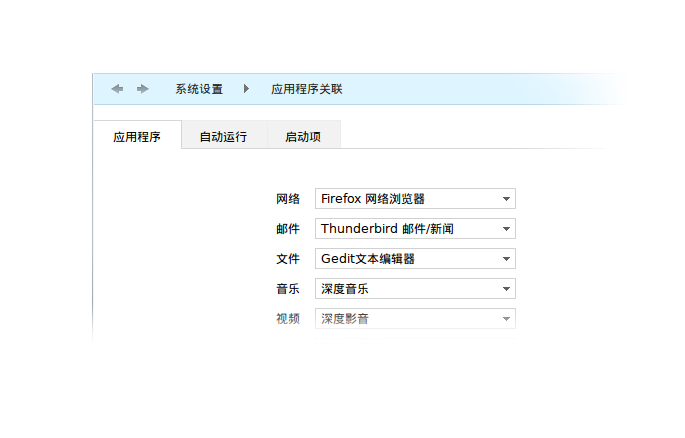 系统设置 应用程序关联
应用程序 自动运行 启动项
网络 Firefox 网络浏览器
邮件 Thunderbird 邮件/新闻
文件 Gedit文本编辑器
音乐 深度音乐
视频 深度影音